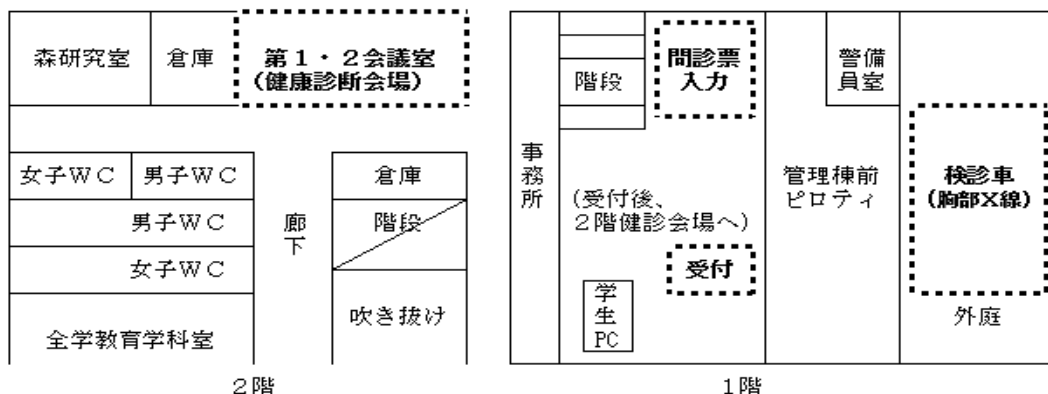 森研究室
倉庫
第１・２会議室
（健康診断会場）
女子ＷＣ
男子ＷＣ
男子ＷＣ
女子ＷＣ
全学教育学科室
廊下
倉庫
階段
吹き抜け
２階
事務所
階段
問診票
入力
（受付後、
２階健診会場へ）
受付
学生PC
管理棟前
ピロティ
警備
員室
検診車
（胸部Ｘ線）
外庭
１階